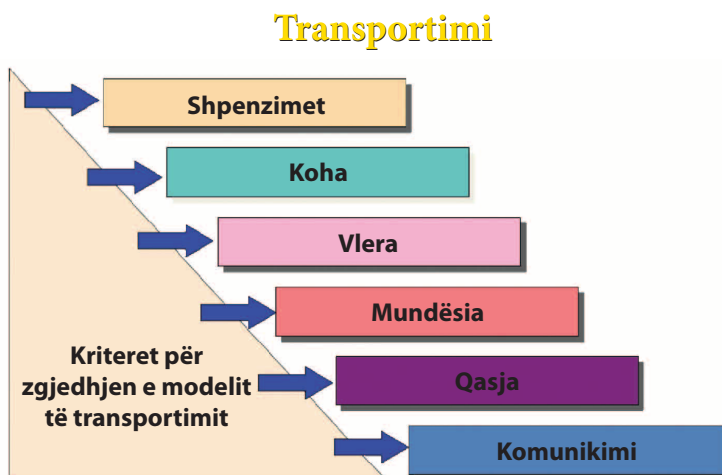 Transportimi
Shpenzimet
Koha
Vlera
Mundësia
Qasja
Komunikimi
Kriteret për
zgjedhjen e modelit
të transportimit